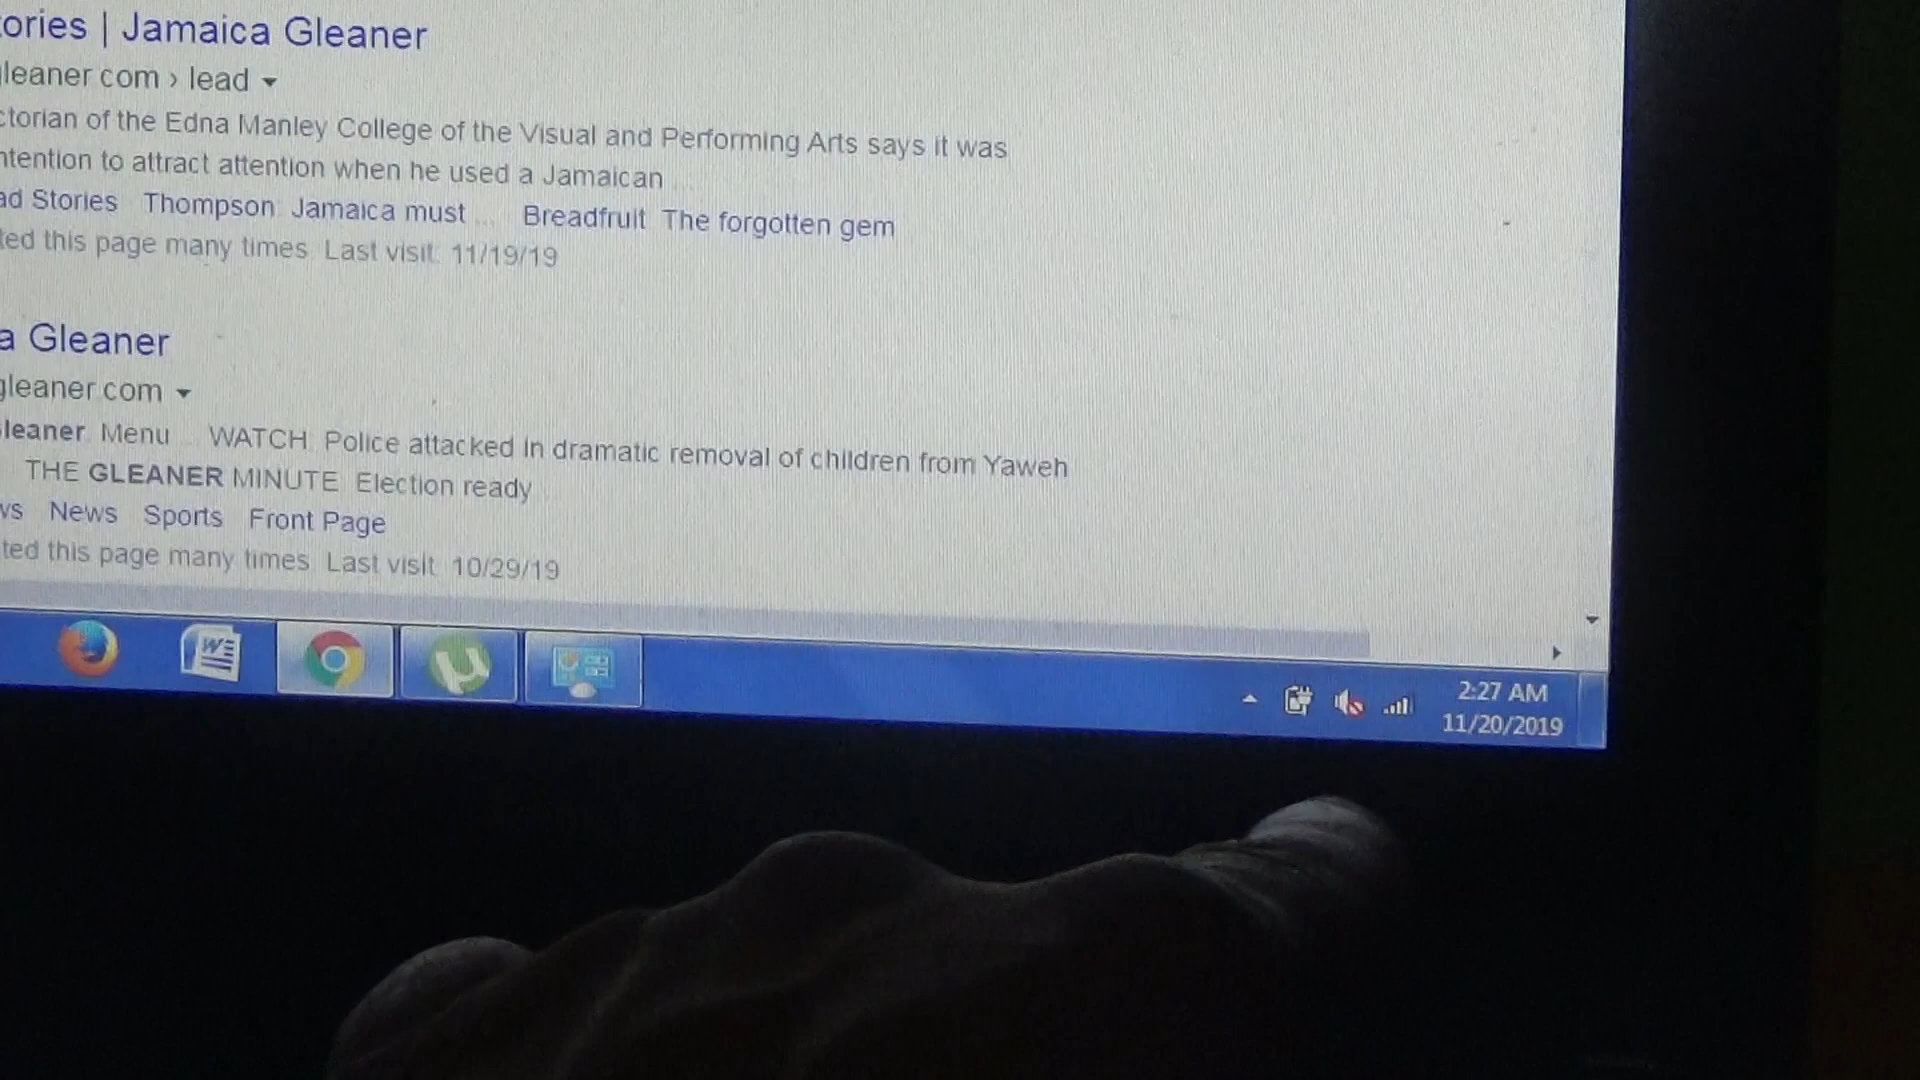 ories | Jamaica Gleaner
leaner com › lead
ctorian of the Edna Manley College of the Visual and Performing Arts says it was
ntention to attract attention when he used a Jamaican
ad Stories Thompson Jamaica must ... Breadfruit The forgotten gem
ted this page many times Last visit: 11/19/19
a Gleaner
gleaner com
leaner Menu WATCH: Police attacked in dramatic removal of children from Yaweh
THE GLEANER MINUTE Election ready
ws News Sports Front Page
ted this page many times Last visit 10/29/19
W
µ
2:27 AM
11/20/2019